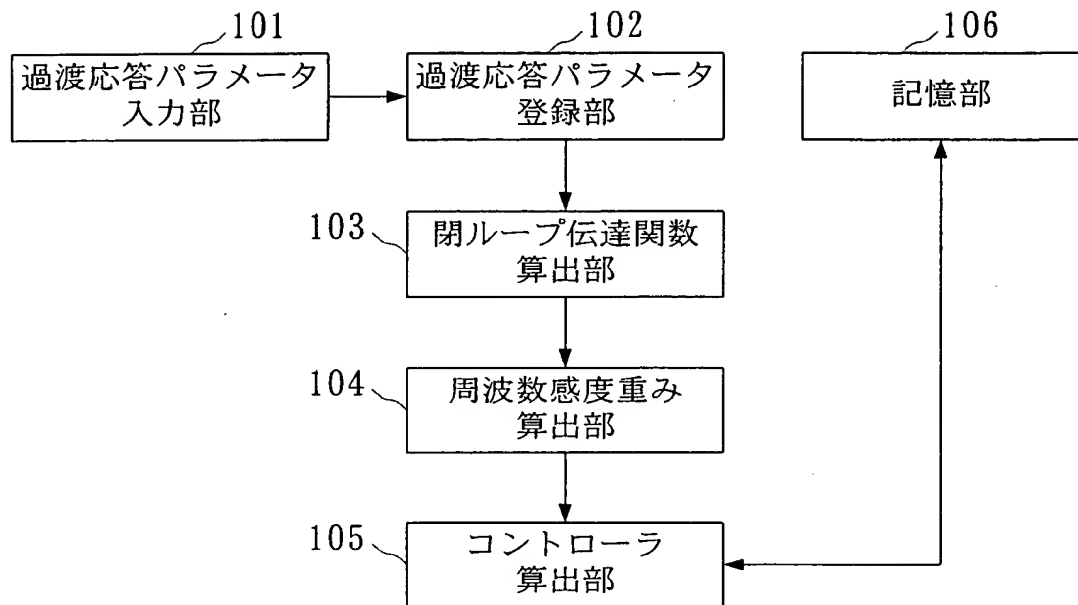 101
102
106
過渡応答パラメータ
入力部
過渡応答パラメータ
登録部
記憶部
103
閉ループ伝達関数
算出部
104
周波数感度重み
算出部
105
コントローラ
算出部